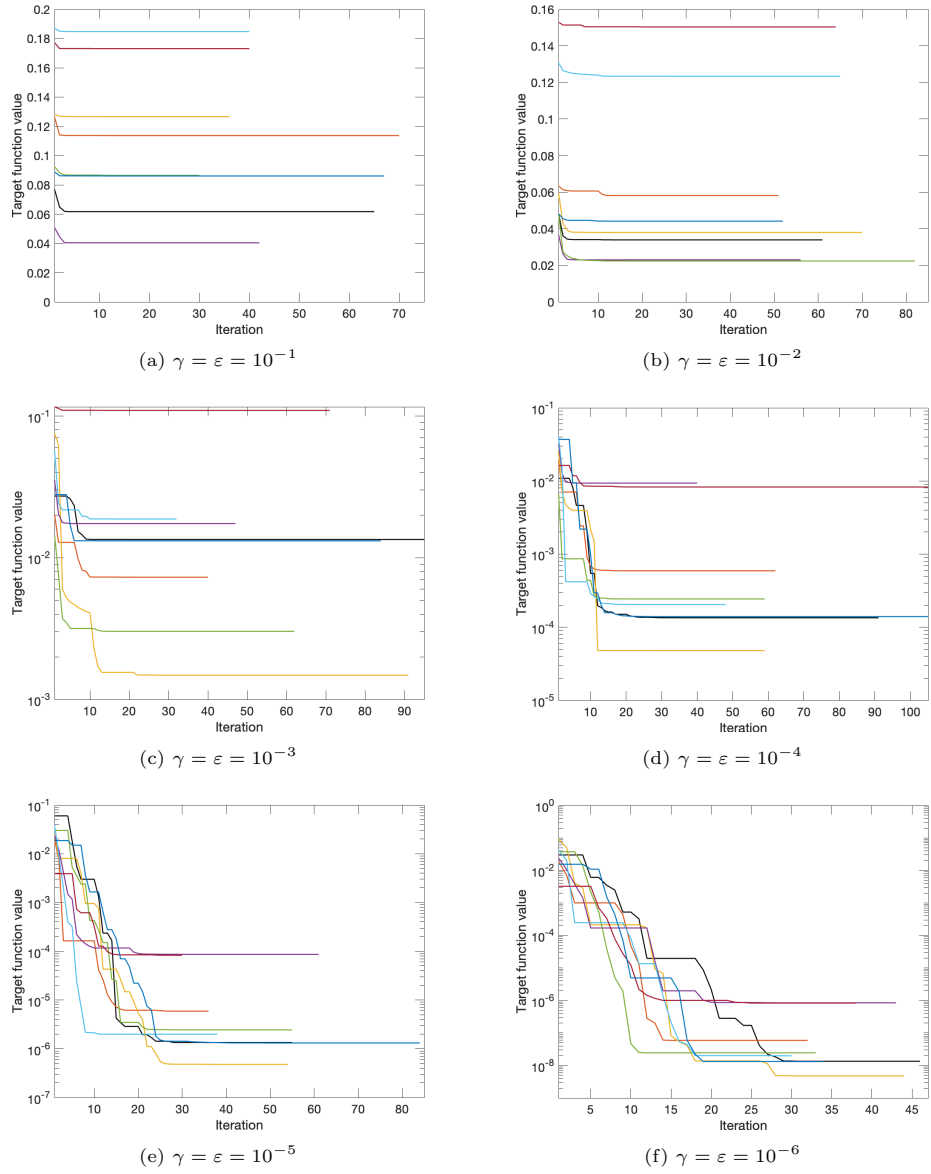 0.2
0.18
0.16
0.14
0.12
0.1
0.08
0.06
0.04
0.02
0
Target function value
10 20 30 40 50 60 70
Iteration
(a) γ = ε = 10⁻¹
0.16
0.14
0.12
0.1
0.08
0.06
0.04
0.02
0
Target function value
10 20 30 40 50 60 70 80
Iteration
(b) γ = ε = 10⁻²
10⁻¹
10⁻²
10⁻³
Target function value
10 20 30 40 50 60 70 80 90
Iteration
(c) γ = ε = 10⁻³
10⁻¹
10⁻²
10⁻³
10⁻⁴
10⁻⁵
Target function value
10 20 30 40 50 60 70 80 90 100
Iteration
(d) γ = ε = 10⁻⁴
10⁻¹
10⁻²
10⁻³
10⁻⁴
10⁻⁵
10⁻⁶
10⁻⁷
Target function value
10 20 30 40 50 60 70 80
Iteration
(e) γ = ε = 10⁻⁵
10⁰
10⁻²
10⁻⁴
10⁻⁶
10⁻⁸
Target function value
5 10 15 20 25 30 35 40 45
Iteration
(f) γ = ε = 10⁻⁶